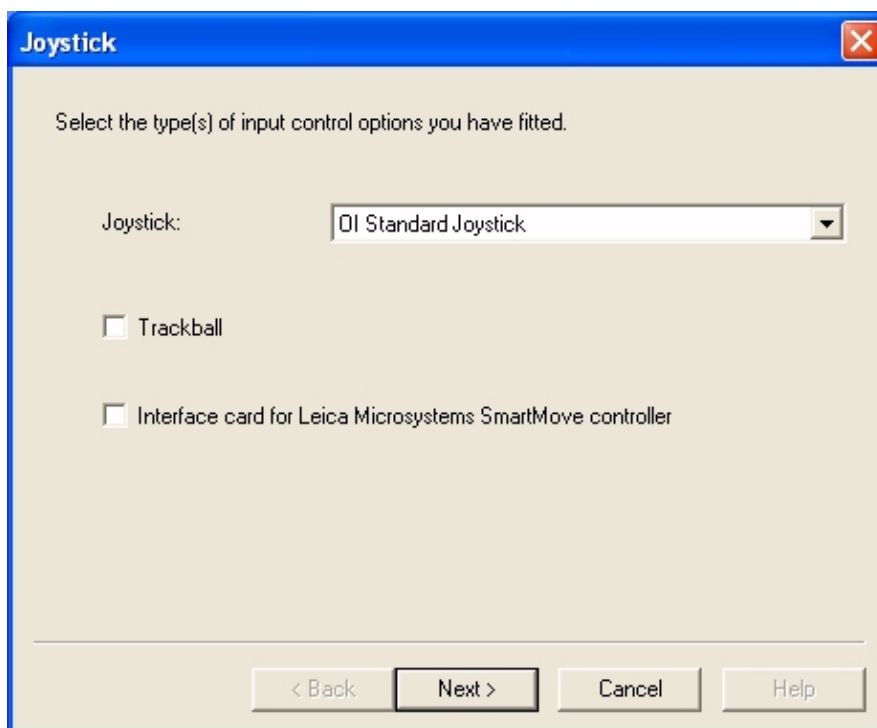 Joystick
Select the type(s) of input control options you have fitted.
Joystick: OI Standard Joystick
Trackball
Interface card for Leica Microsystems SmartMove controller
< Back Next > Cancel Help